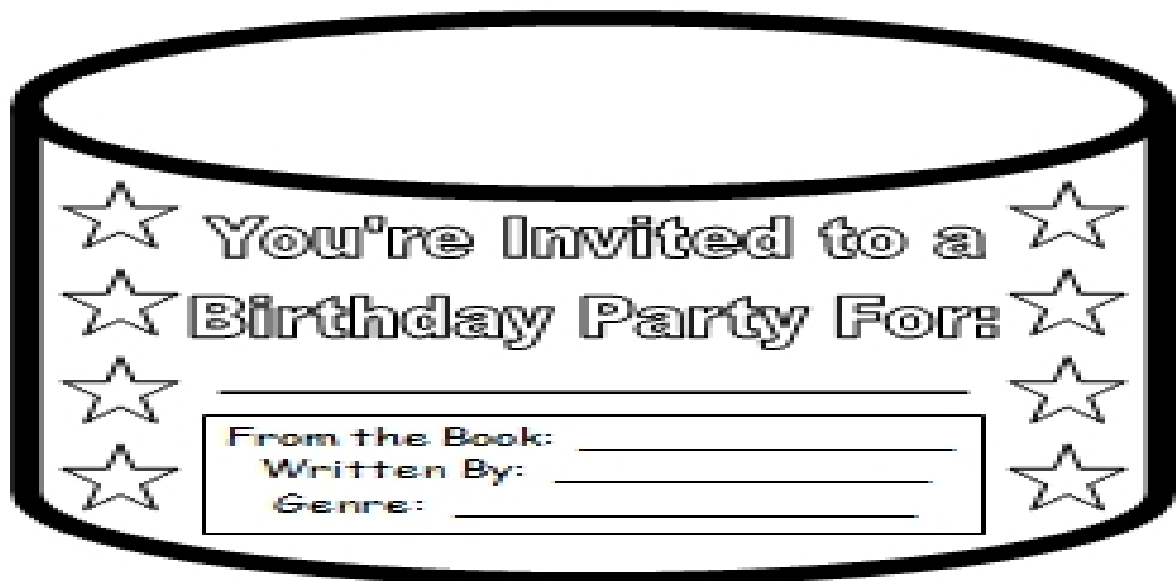 You're Invited to a
Birthday Party For:
From the Book:
Written By:
Genre: